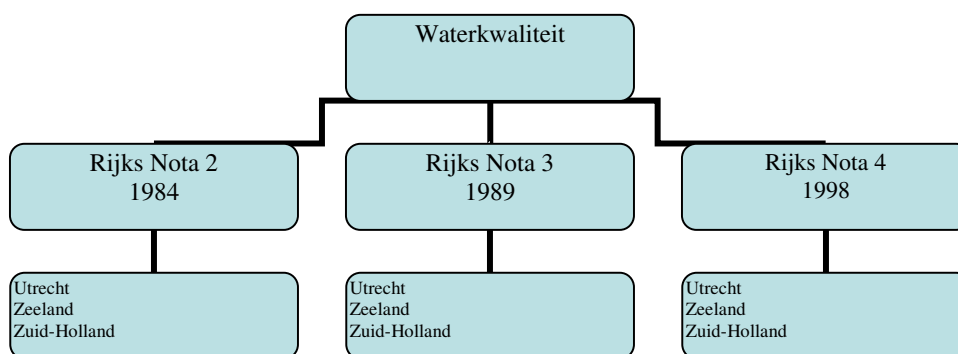 Waterkwaliteit
Rijks Nota 2
1984
Rijks Nota 3
1989
Rijks Nota 4
1998
Utrecht
Zeeland
Zuid-Holland
Utrecht
Zeeland
Zuid-Holland
Utrecht
Zeeland
Zuid-Holland